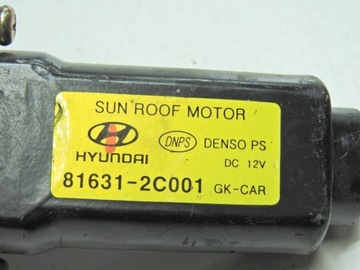 SUN ROOF MOTOR
DNPS DENSO PS
HYUNDAI DC 12V
81631-2C001 GK-CAR